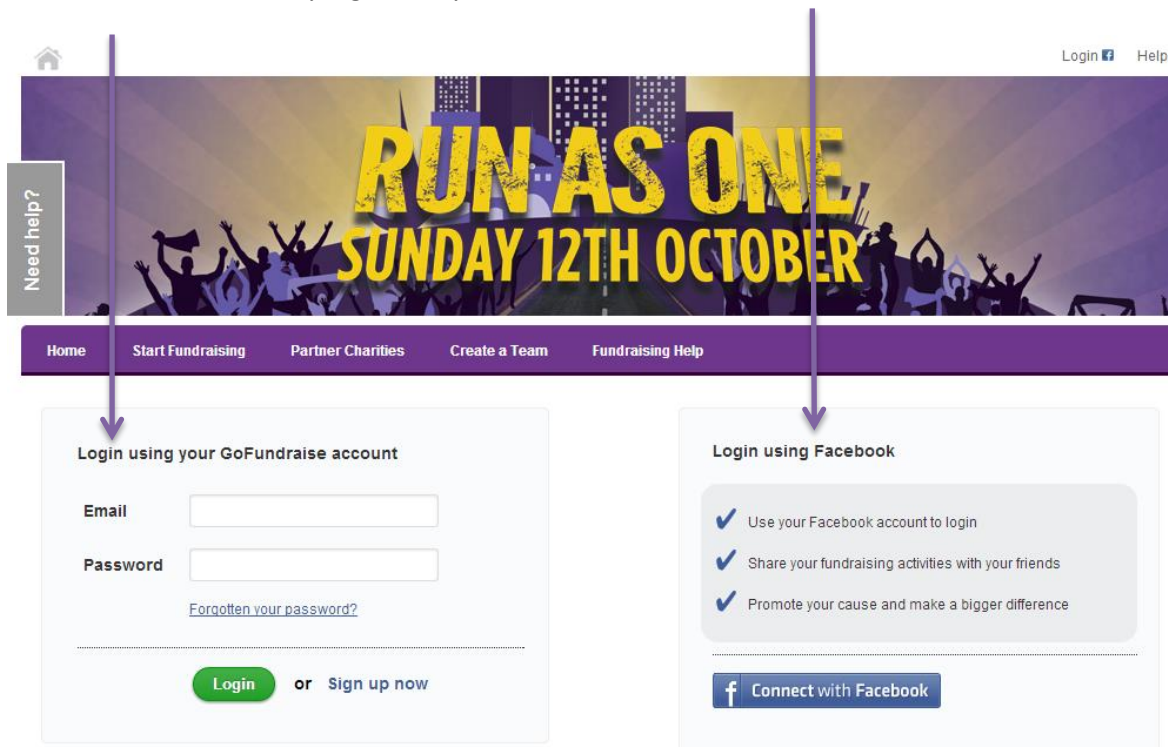 Login f Help
RUN AS ONE
SUNDAY 12TH OCTOBER
Need help?
Home Start Fundraising Partner Charities Create a Team Fundraising Help
Login using your GoFundraise account
Email
Password
Forgotten your password?
Login or Sign up now
Login using Facebook
Use your Facebook account to login
Share your fundraising activities with your friends
Promote your cause and make a bigger difference
f Connect with Facebook